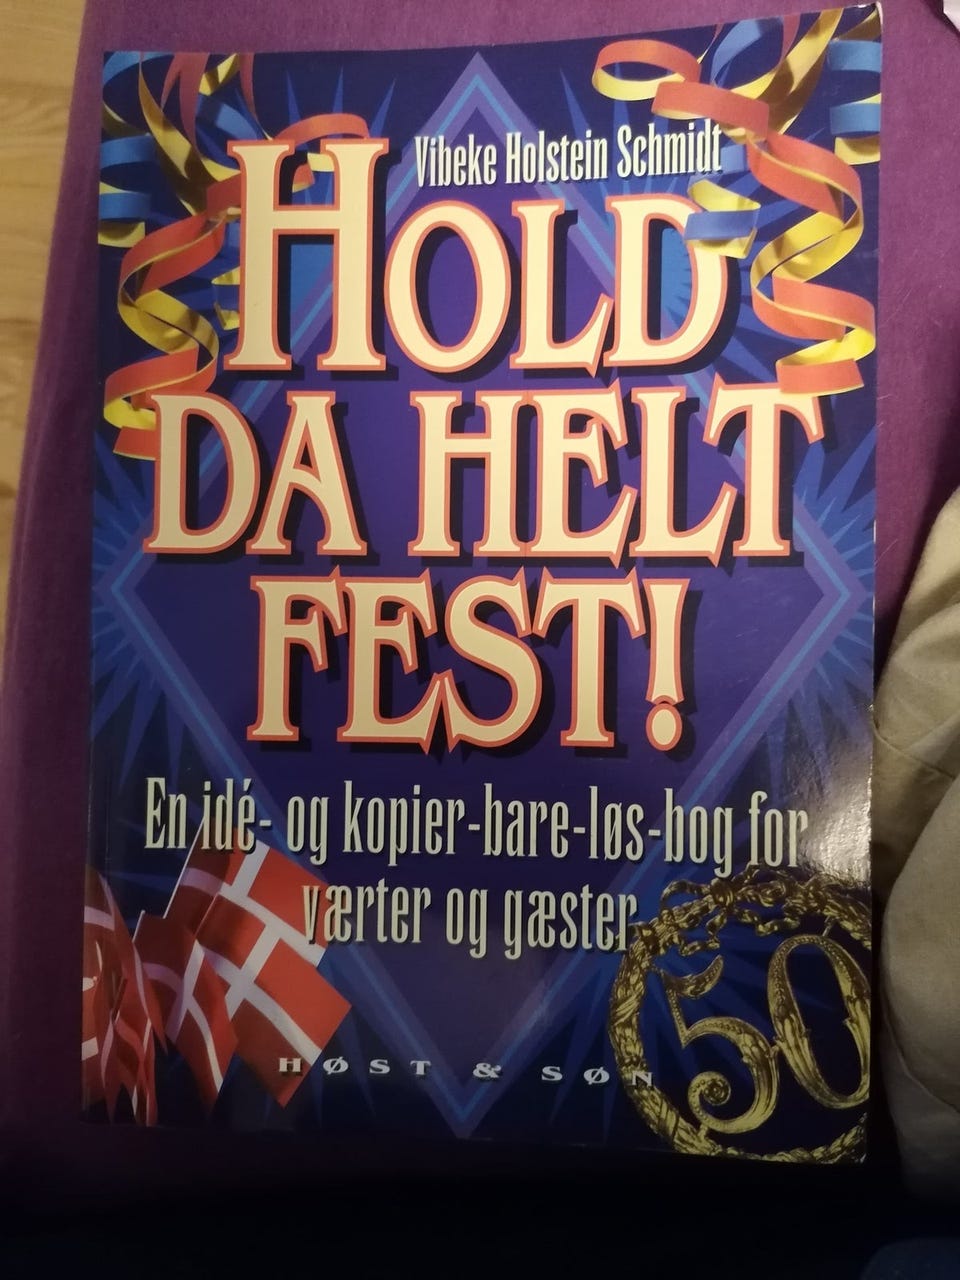 Vibeke Holstein Schmidt
HOLD
DA HELT
FEST!
En idé- og kopier-bare-løs-bog for
værter og gæster
HØST & SØN
50